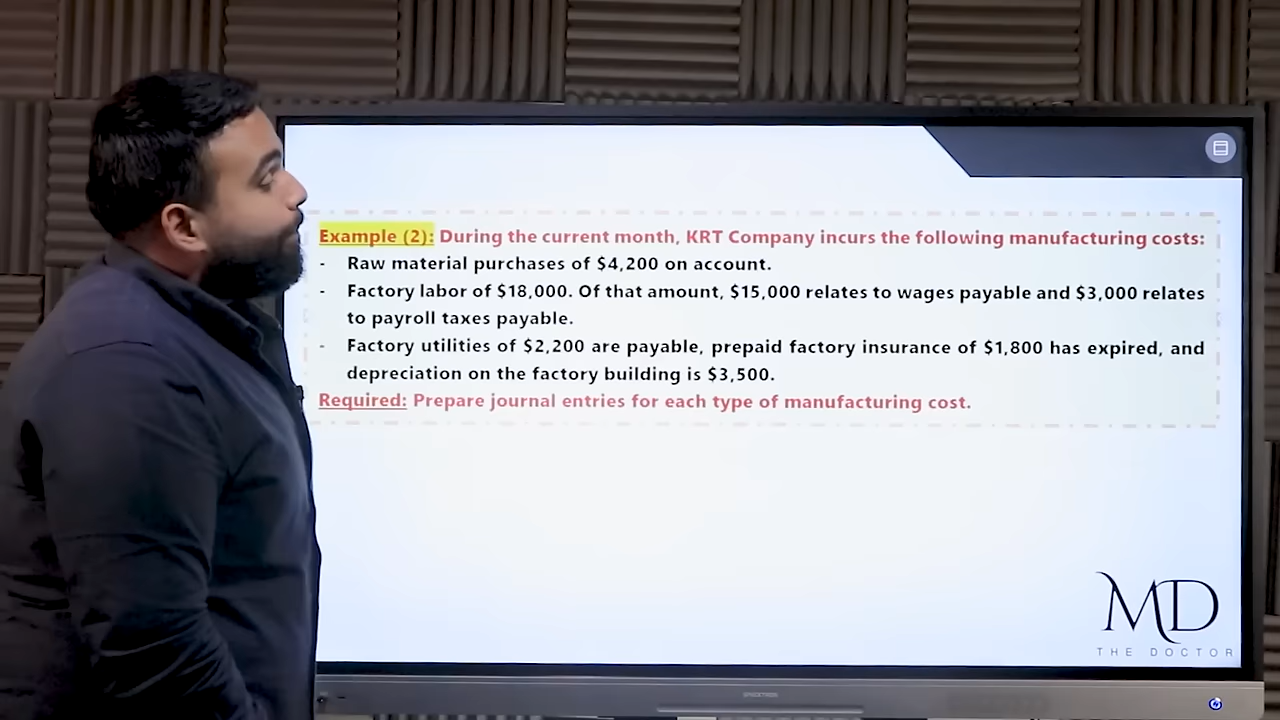 Example (2): During the current month, KRT Company incurs the following manufacturing costs:
- Raw material purchases of $4,200 on account.
- Factory labor of $18,000. Of that amount, $15,000 relates to wages payable and $3,000 relates
to payroll taxes payable.
- Factory utilities of $2,200 are payable, prepaid factory insurance of $1,800 has expired, and
depreciation on the factory building is $3,500.
Required: Prepare journal entries for each type of manufacturing cost.
MD
THE DOCTOR